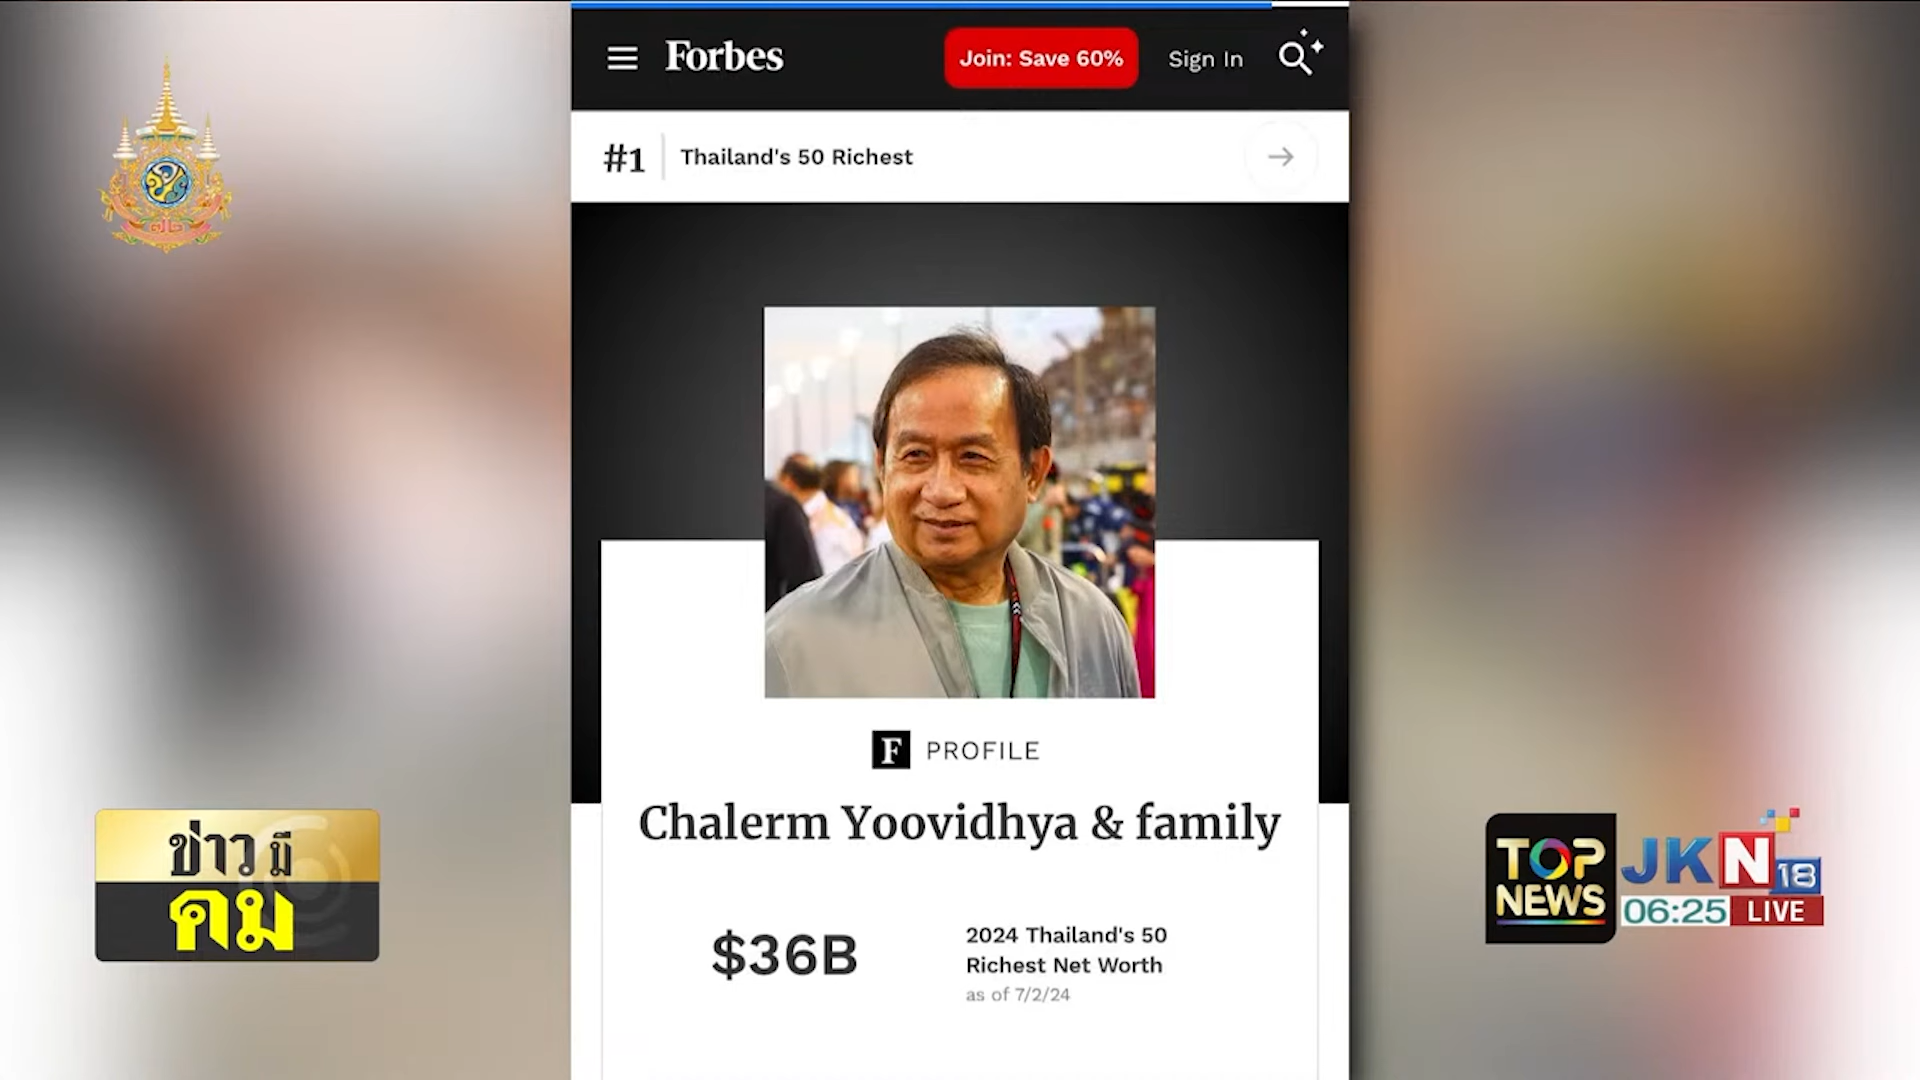 Forbes
Join: Save 60%
Sign In
#1
Thailand's 50 Richest
F PROFILE
Chalerm Yoovidhya & family
$36B
2024 Thailand's 50
Richest Net Worth
as of 7/2/24
ข่าวมี
คม
TOP
NEWS
JKN 18
06:25 LIVE